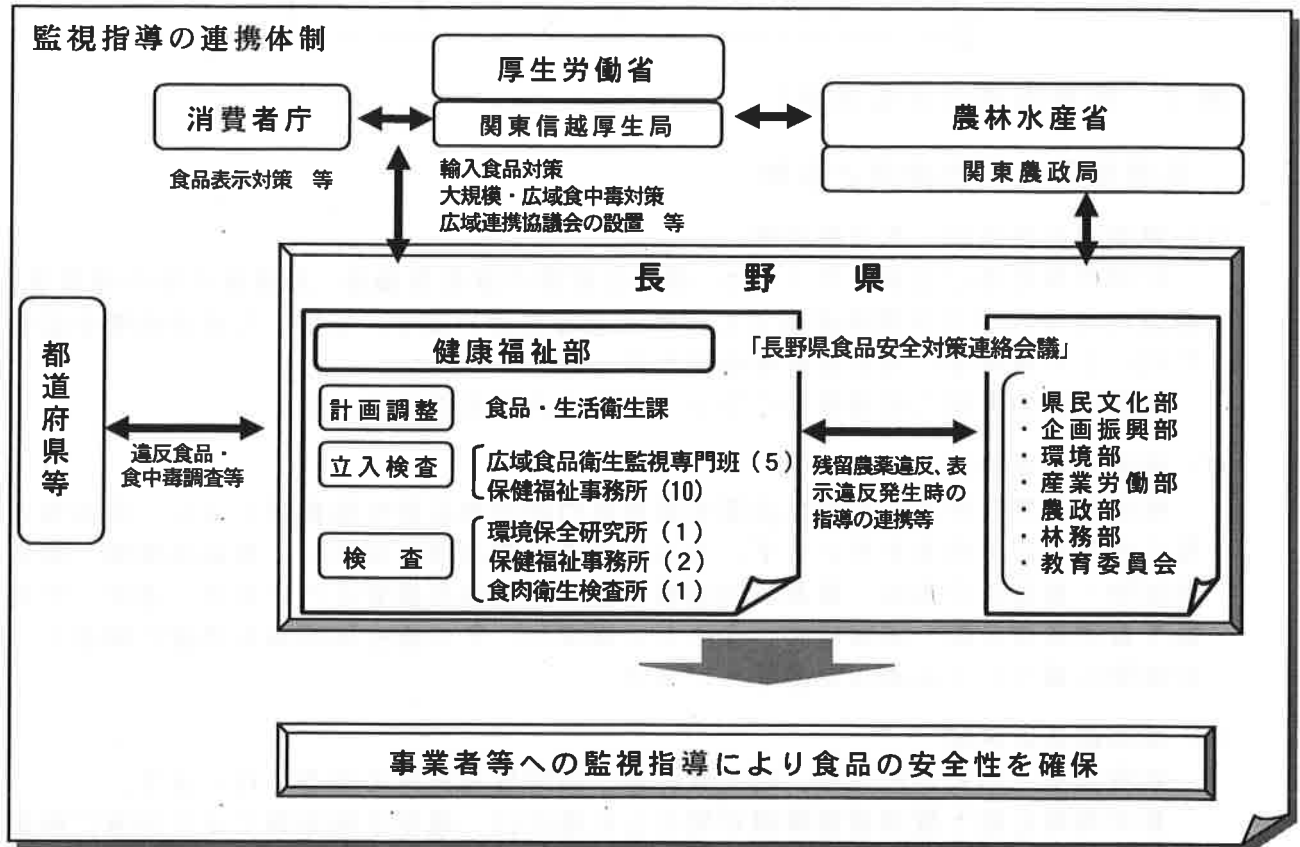 監視指導の連携体制
厚生労働省
関東信越厚生局
消費者庁
食品表示対策 等
輸入食品対策
大規模・広域食中毒対策
広域連携協議会の設置 等
農林水産省
関東農政局
都道府県等
違反食品・
食中毒調査等
長野県
健康福祉部
計画調整
食品・生活衛生課
立入検査
広域食品衛生監視専門班(5)
保健福祉事務所(10)
検査
環境保全研究所(1)
保健福祉事務所(2)
食肉衛生検査所(1)
「長野県食品安全対策連絡会議」
残留農薬違反、表
示違反発生時の
指導の連携等
・県民文化部
・企画振興部
・環境部
・産業労働部
・農政部
・林務部
・教育委員会
事業者等への監視指導により食品の安全性を確保